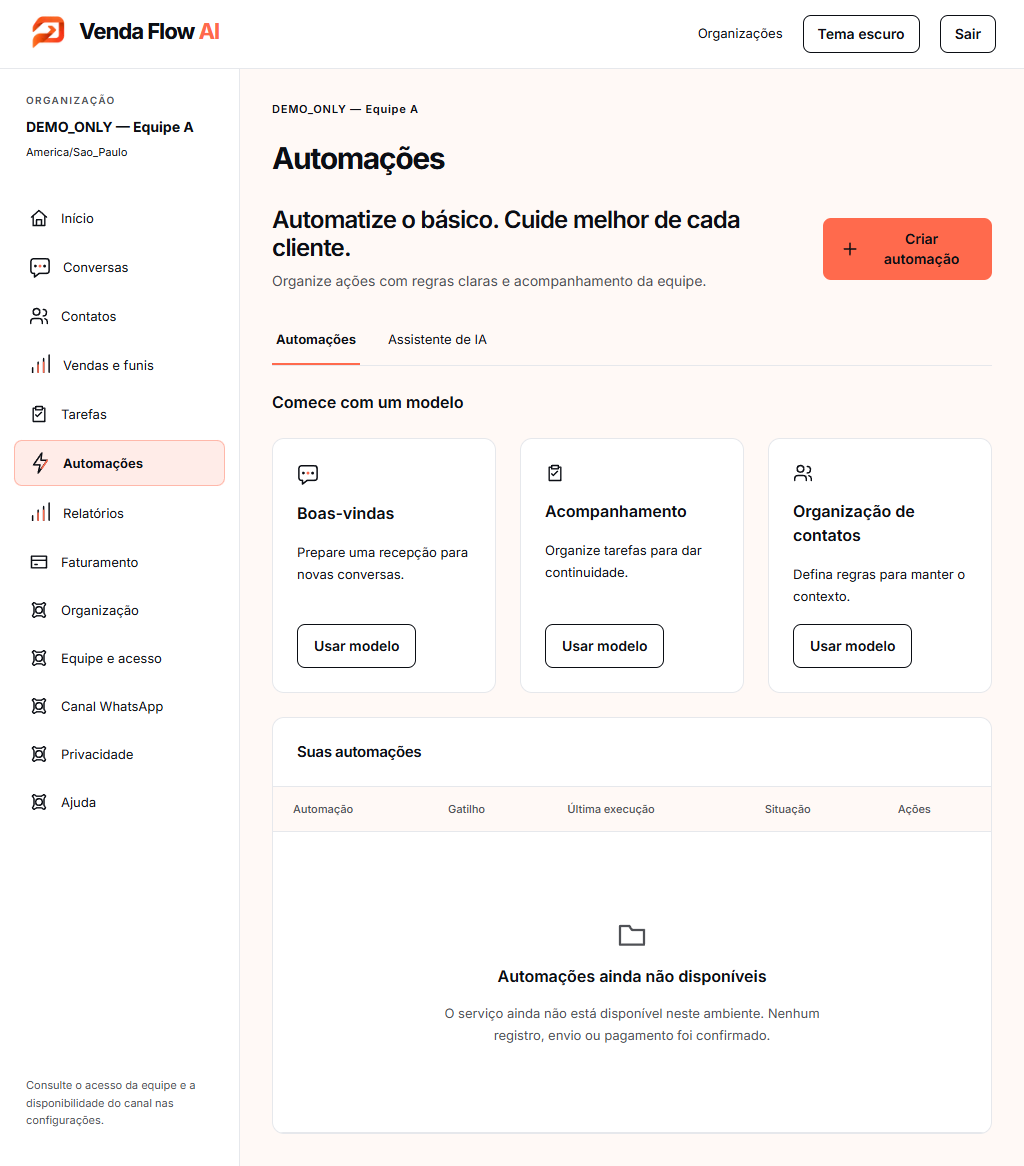 Venda Flow AI
Organizações
Tema escuro
Sair
ORGANIZAÇÃO
DEMO_ONLY — Equipe A
America/Sao_Paulo
Início
Conversas
Contatos
Vendas e funis
Tarefas
Automações
Relatórios
Faturamento
Organização
Equipe e acesso
Canal WhatsApp
Privacidade
Ajuda
Consulte o acesso da equipe e a
disponibilidade do canal nas
configurações.
DEMO_ONLY — Equipe A
Automações
Automatize o básico. Cuide melhor de cada
cliente.
Organize ações com regras claras e acompanhamento da equipe.
Criar
automação
Automações
Assistente de IA
Comece com um modelo
Boas-vindas
Prepare uma recepção para
novas conversas.
Usar modelo
Acompanhamento
Organize tarefas para dar
continuidade.
Usar modelo
Organização de
contatos
Defina regras para manter o
contexto.
Usar modelo
Suas automações
Automação
Gatilho
Última execução
Situação
Ações
Automações ainda não disponíveis
O serviço ainda não está disponível neste ambiente. Nenhum
registro, envio ou pagamento foi confirmado.